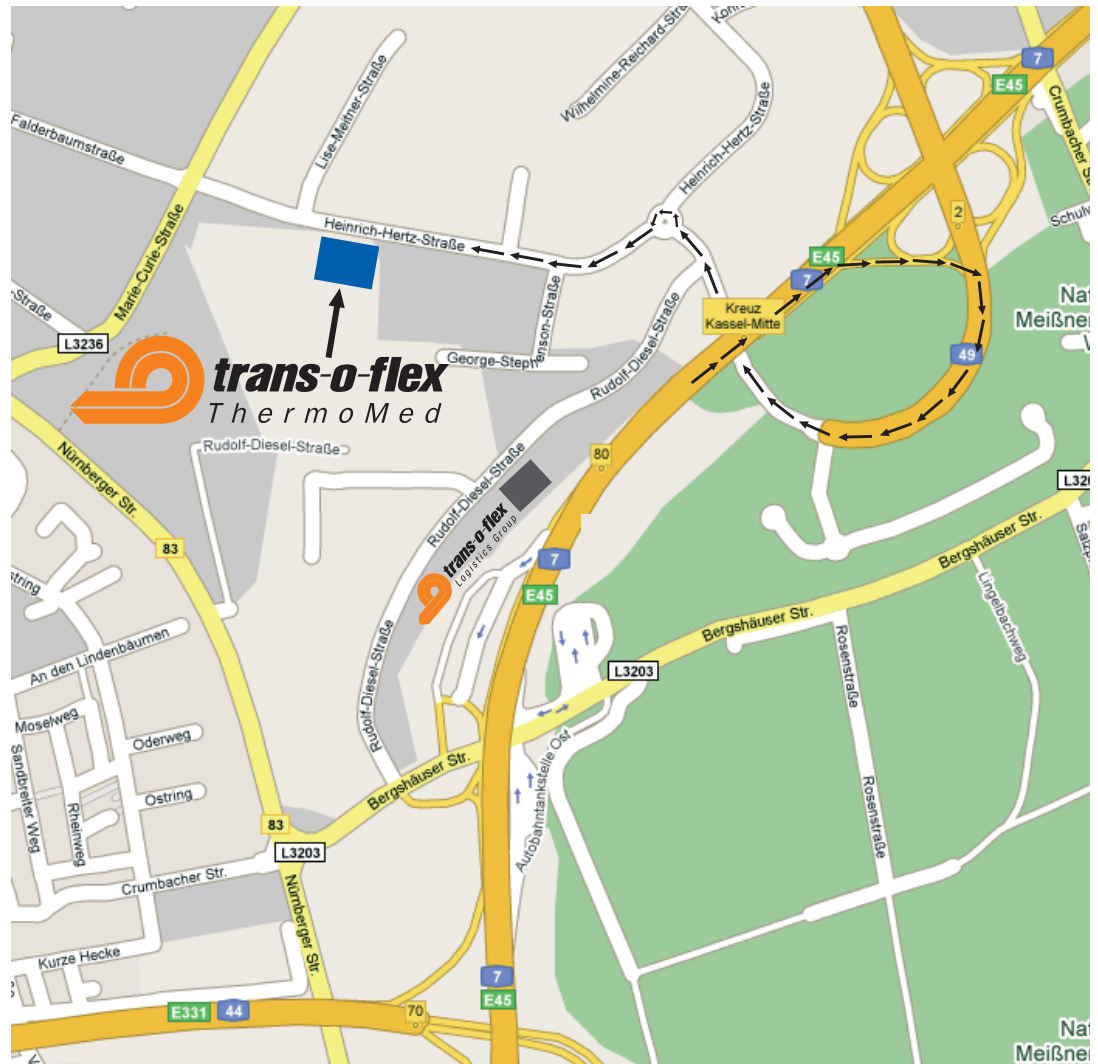 Konr
7
E45
Crumbacher St
Wilhelmine-Reichard-Straße
Lise-Meitner-Straße
Falderbaumstraße
Heinrich-Hertz-Straße
Heinrich-Hertz-Straße
Marie-Curie-Straße
2
Schulw
E45
7
Nat
Meißner
-Straße
L3236
Kreuz
Kassel-Mitte
George-Stephenson-Straße
Rudolf-Diesel-Straße
49
trans-o-flex
ThermoMed
Rudolf-Diesel-Straße
80
Nürnberger Str.
Rudolf-Diesel-Straße
L320
83
trans-o-flex
Logistics Group
7
E45
Bergshäuser Str.
Salzp
Lingelbachweg
string
An den Lindenbäumen
Bergshäuser Str.
Rosenstraße
L3203
Rudolf-Diesel-Straße
Moselweg
Oderweg
Sandbreiter Weg
Rheinweg
Ostring
Bergshäuser Str.
Autobahntankstelle Ost
Rosenstraße
83
L3203
Crumbacher Str.
Nürnberger Str.
Kurze Hecke
7
E45
E331
44
70
Nat
Meißner